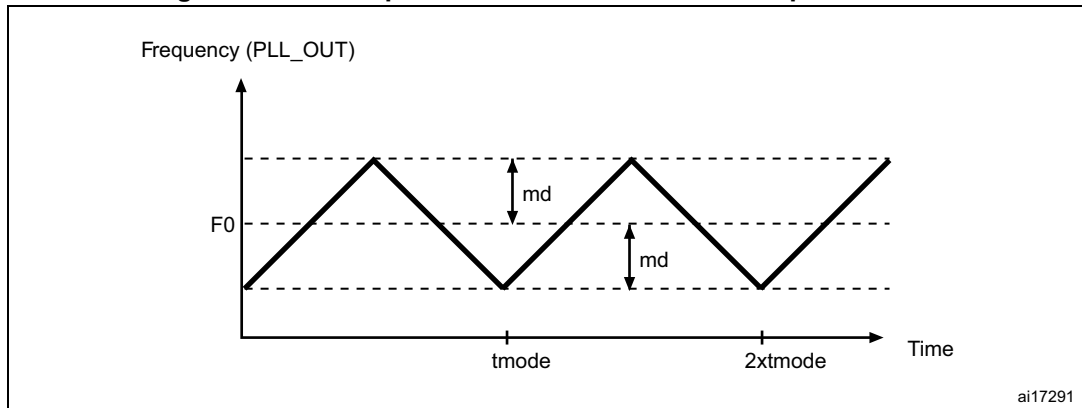 Frequency (PLL_OUT)
md
F0
md
tmode
2xtmode
Time
ai17291